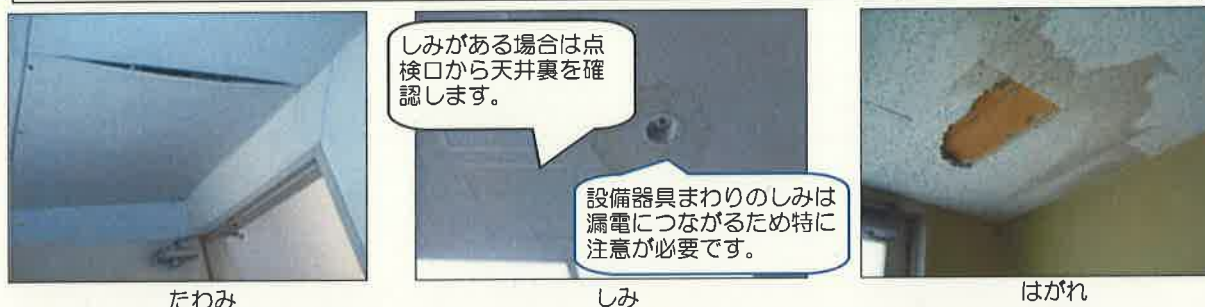 しみがある場合は点
検口から天井裏を確
認します。
設備器具まわりのしみは
漏電につながるため特に
注意が必要です。
たわみ
しみ
はがれ